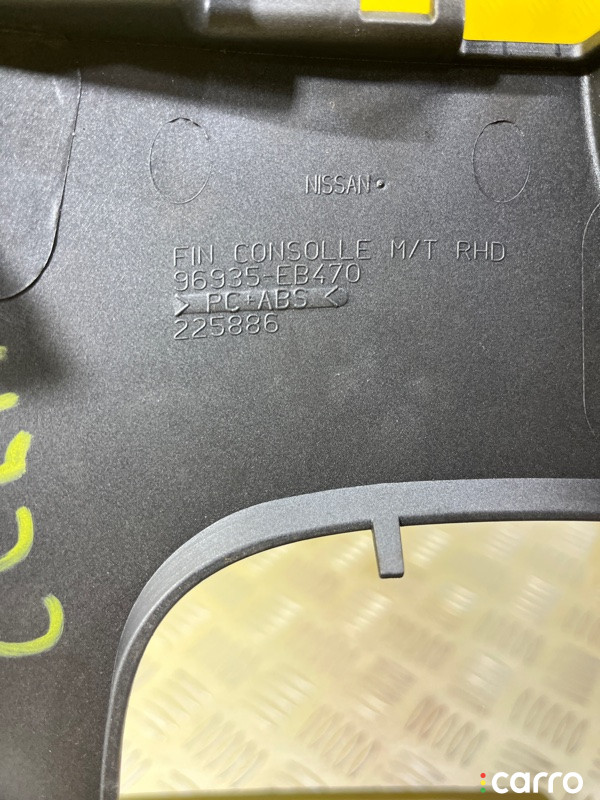 NISSAN
FIN CONSOLLE M/T RHD
96935-EB470
> PC+ABS <
225886
carro